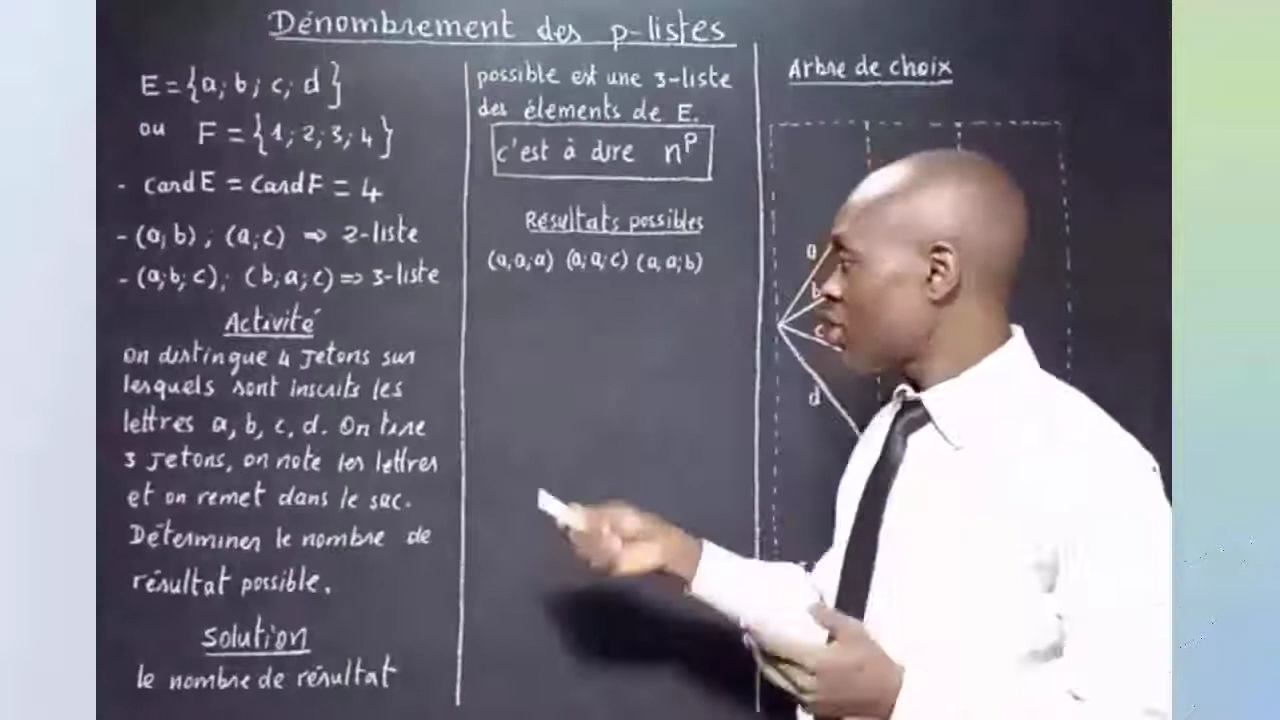 Dénombrement des p-listes
E = {a; b; c; d}
ou F = {1; 2; 3; 4}
- Card E = Card F = 4
- (a, b) ; (a; c) ⇒ 2-liste
- (a; b; c) ; (b, a; c) ⇒ 3-liste
Activité
On distingue 4 Jetons sur
lesquels sont inscrits les
lettres a, b, c, d. On tire
3 Jetons, on note les lettres
et on remet dans le sac.
Déterminer le nombre de
résultat possible.
Solution
le nombre de résultat
possible est une 3-liste
des élements de E.
c'est à dire n^p
Résultats possibles
(a, a, a) (a; a; c) (a, a; b)
Arbre de choix
a
b
c
d